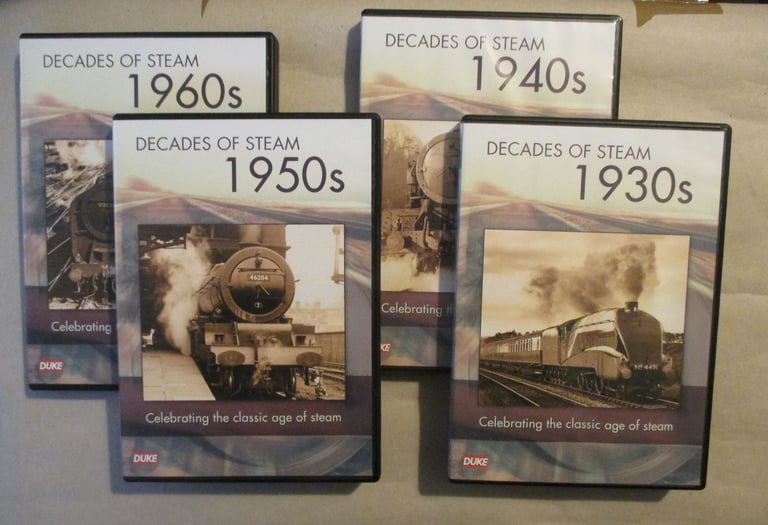 DECADES OF STEAM
1960s
Celebrating
DUKE
DECADES OF STEAM
1950s
46204
Celebrating the classic age of steam
DUKE
DECADES OF STEAM
1940s
Celebrating
DECADES OF STEAM
1930s
Celebrating the classic age of steam
DUKE